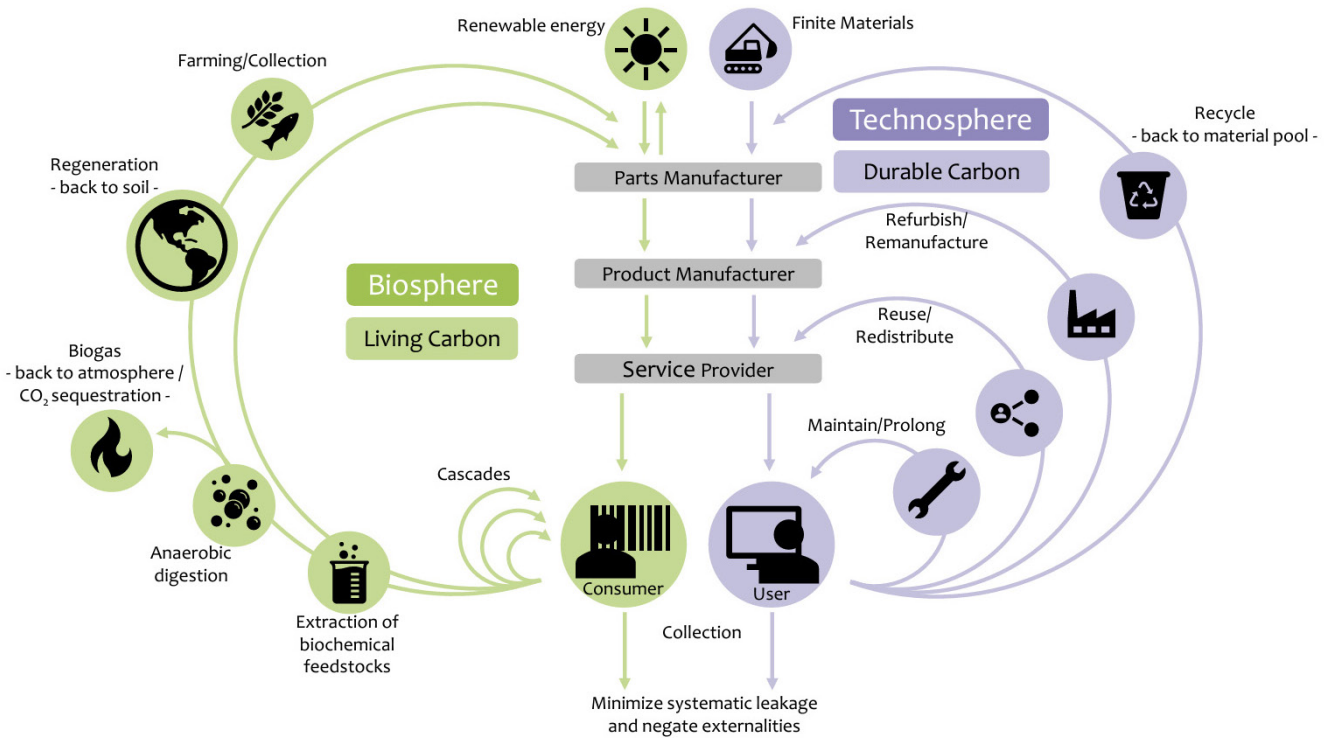 Renewable energy
Finite Materials
Farming/Collection
Technosphere
Durable Carbon
Recycle
- back to material pool -
Regeneration
- back to soil -
Parts Manufacturer
Refurbish/
Remanufacture
Biosphere
Living Carbon
Product Manufacturer
Reuse/
Redistribute
Biogas
- back to atmosphere /
CO₂ sequestration -
Service Provider
Maintain/Prolong
Cascades
Anaerobic
digestion
Consumer
User
Extraction of
biochemical
feedstocks
Collection
Minimize systematic leakage
and negate externalities